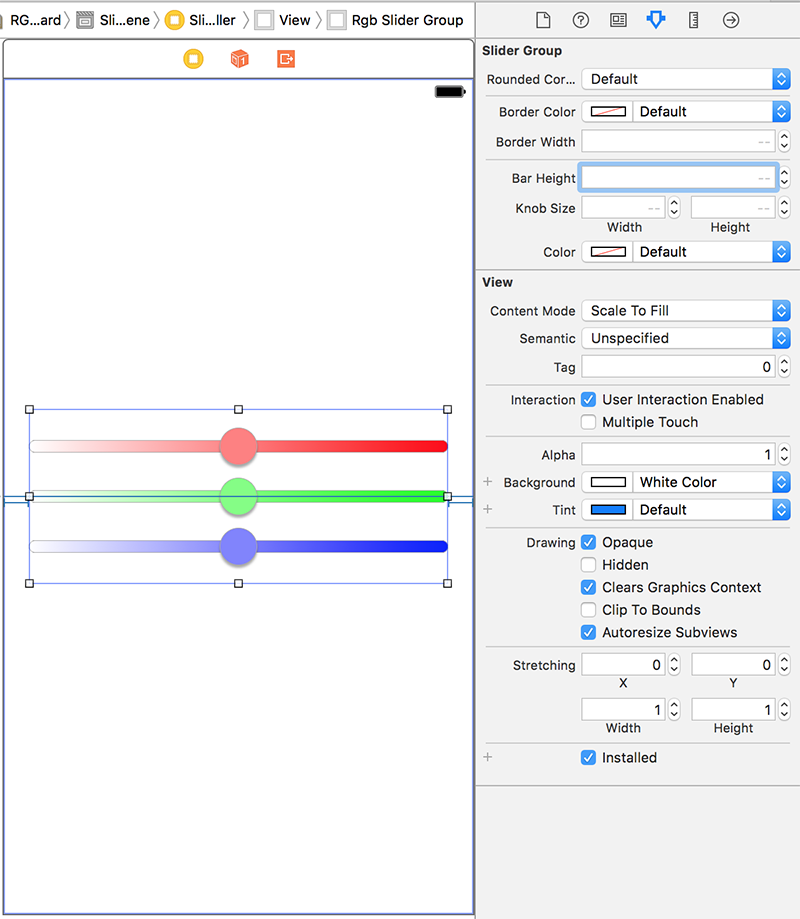 RG...ard Sli...ene Sli...ller View Rgb Slider Group
Slider Group
Rounded Cor... Default
Border Color Default
Border Width --
Bar Height --
Knob Size -- --
Width Height
Color Default
View
Content Mode Scale To Fill
Semantic Unspecified
Tag 0
Interaction User Interaction Enabled
Multiple Touch
Alpha 1
+ Background White Color
+ Tint Default
Drawing Opaque
Hidden
Clears Graphics Context
Clip To Bounds
Autoresize Subviews
Stretching 0 0
X Y
1 1
Width Height
+ Installed